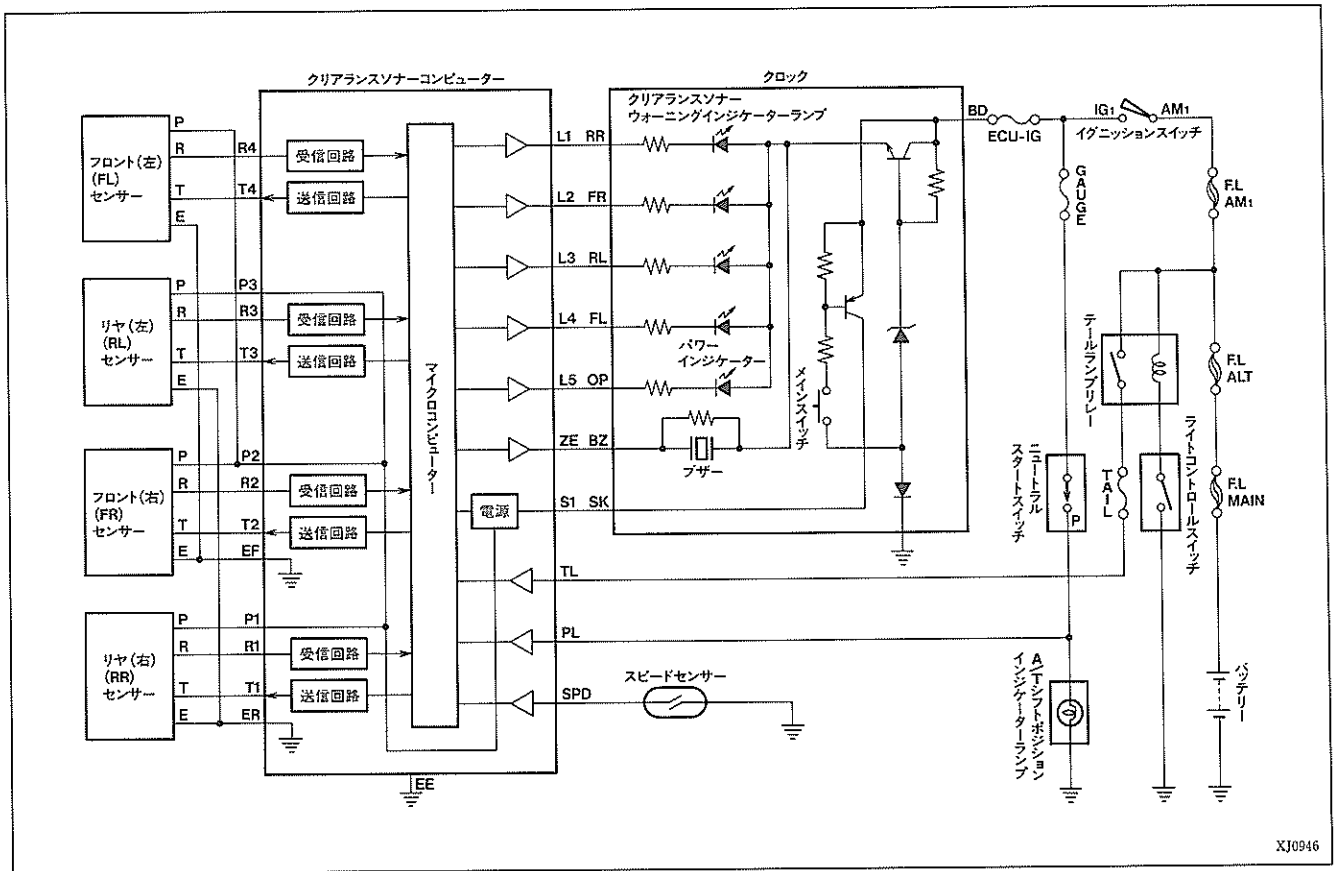 クリアランスソナーコンピューター
クロック
クリアランスソナー
ウォーニングインジケーターランプ
BD
ECU-IG
IG1
AM1
イグニッションスイッチ
フロント(左)
(FL)
センサー
P
R
T
E
R4
T4
受信回路
送信回路
L1 RR
L2 FR
L3 RL
L4 FL
L5 OP
ZE BZ
S1 SK
パワー
インジケーター
ブザー
メインスイッチ
GAUGE
F.L
AM1
リヤ(左)
(RL)
センサー
P
R
T
E
P3
R3
T3
受信回路
送信回路
マイクロコンピューター
電源
テールランプリレー
F.L
ALT
ニュートラル
スタートスイッチ
P
TAIL
ライトコントロールスイッチ
F.L
MAIN
フロント(右)
(FR)
センサー
P
R
T
E
P2
R2
T2
EF
受信回路
送信回路
TL
PL
SPD
スピードセンサー
リヤ(右)
(RR)
センサー
P
R
T
E
P1
R1
T1
ER
受信回路
送信回路
A/Tシフトポジション
インジケーターランプ
バッテリー
EE
XJ0946